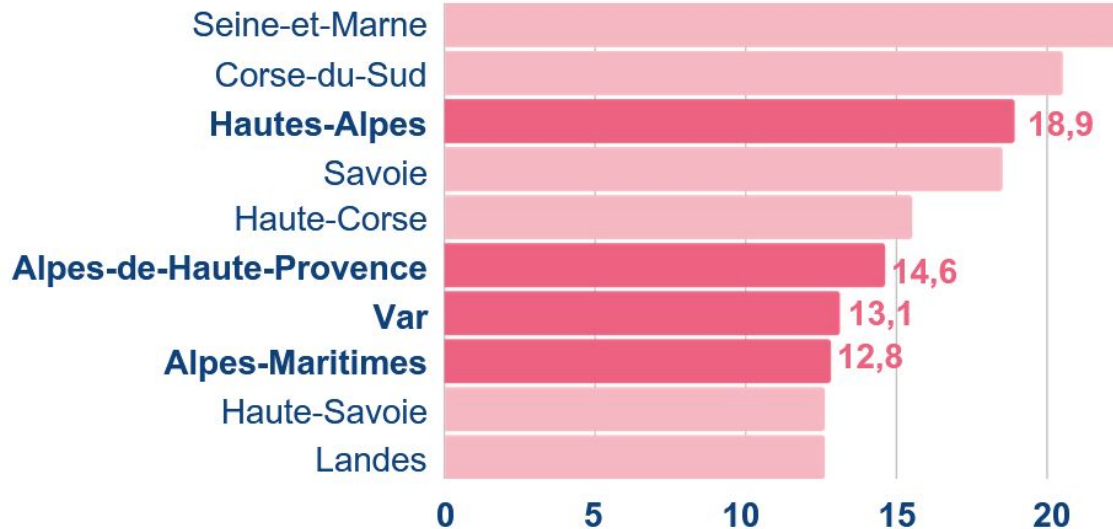 Seine-et-Marne
Corse-du-Sud
Hautes-Alpes 18,9
Savoie
Haute-Corse
Alpes-de-Haute-Provence 14,6
Var 13,1
Alpes-Maritimes 12,8
Haute-Savoie
Landes
0 5 10 15 20